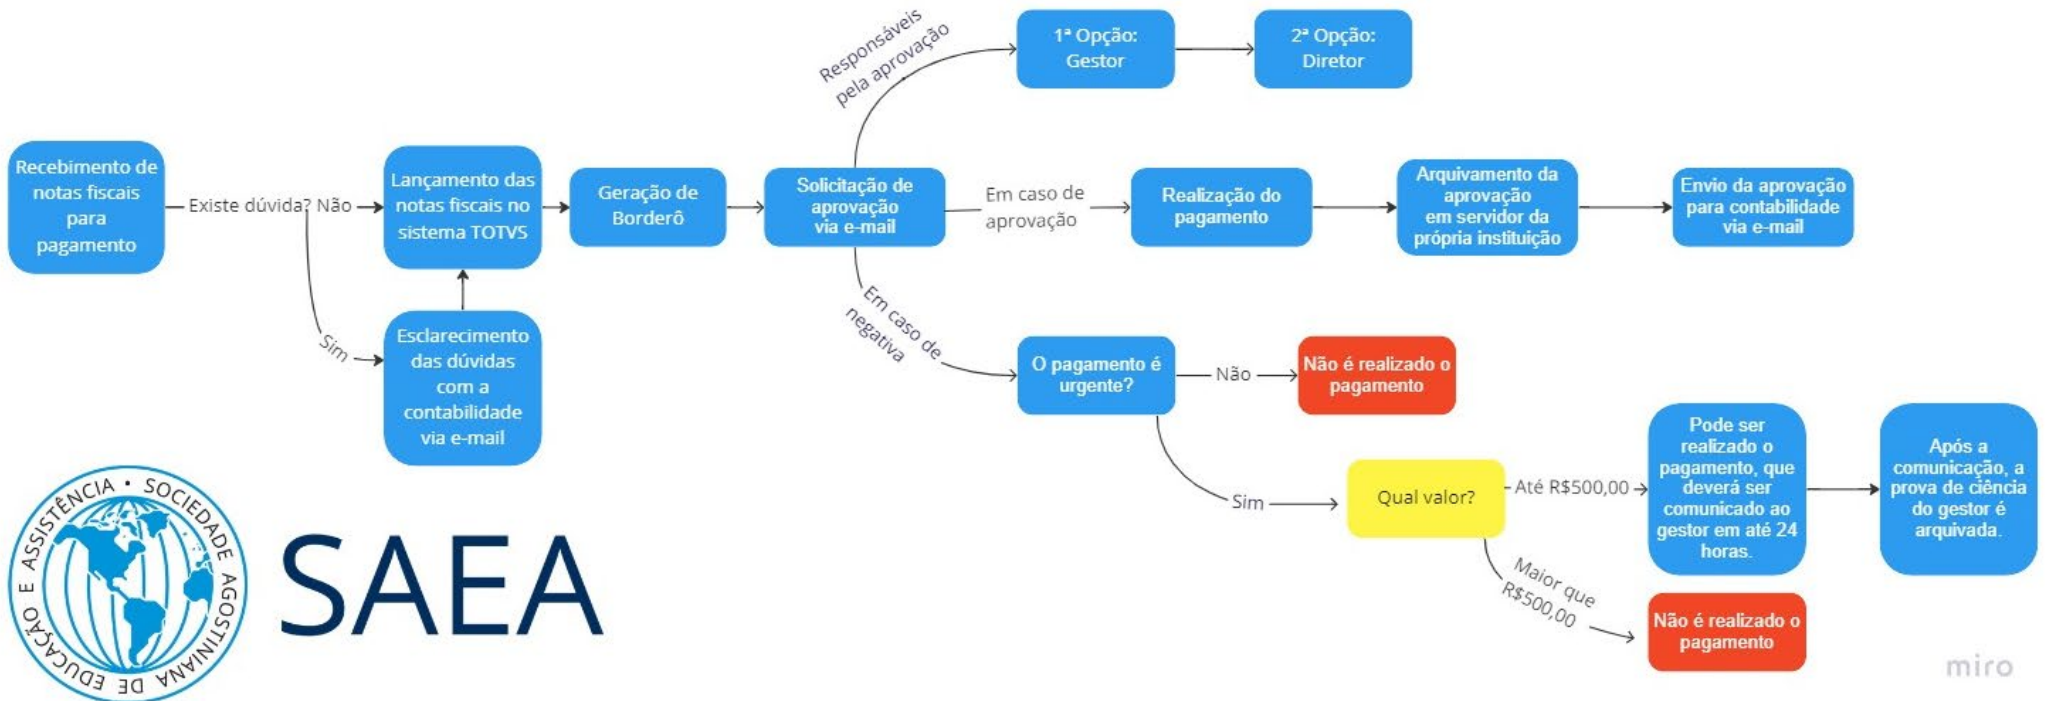 Responsáveis
pela aprovação
1ª Opção:
Gestor
2ª Opção:
Diretor
Recebimento de
notas fiscais
para
pagamento
Existe dúvida? Não
Lançamento das
notas fiscais no
sistema TOTVS
Geração de
Borderô
Solicitação de
aprovação
via e-mail
Em caso de
aprovação
Realização do
pagamento
Arquivamento da
aprovação
em servidor da
própria instituição
Envio da aprovação
para contabilidade
via e-mail
Sim
Esclarecimento
das dúvidas
com a
contabilidade
via e-mail
Em caso de
negativa
O pagamento é
urgente?
Não
Não é realizado o
pagamento
Sim
Qual valor?
Até R$500,00
Pode ser
realizado o
pagamento, que
deverá ser
comunicado ao
gestor em até 24
horas.
Após a
comunicação, a
prova de ciência
do gestor é
arquivada.
Maior que
R$500,00
Não é realizado o
pagamento
SOCIEDADE AGOSTINIANA DE EDUCAÇÃO E ASSISTÊNCIA •
SAEA
miro